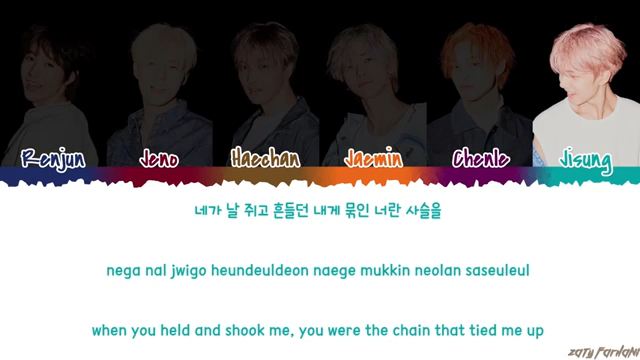 Renjun Jeno Haechan Jaemin Chenle Jisung
네가 날 쥐고 흔들던 내게 묶인 너란 사슬을
nega nal jwigo heundeuldeon naege mukkin neolan saseuleul
when you held and shook me, you were the chain that tied me up